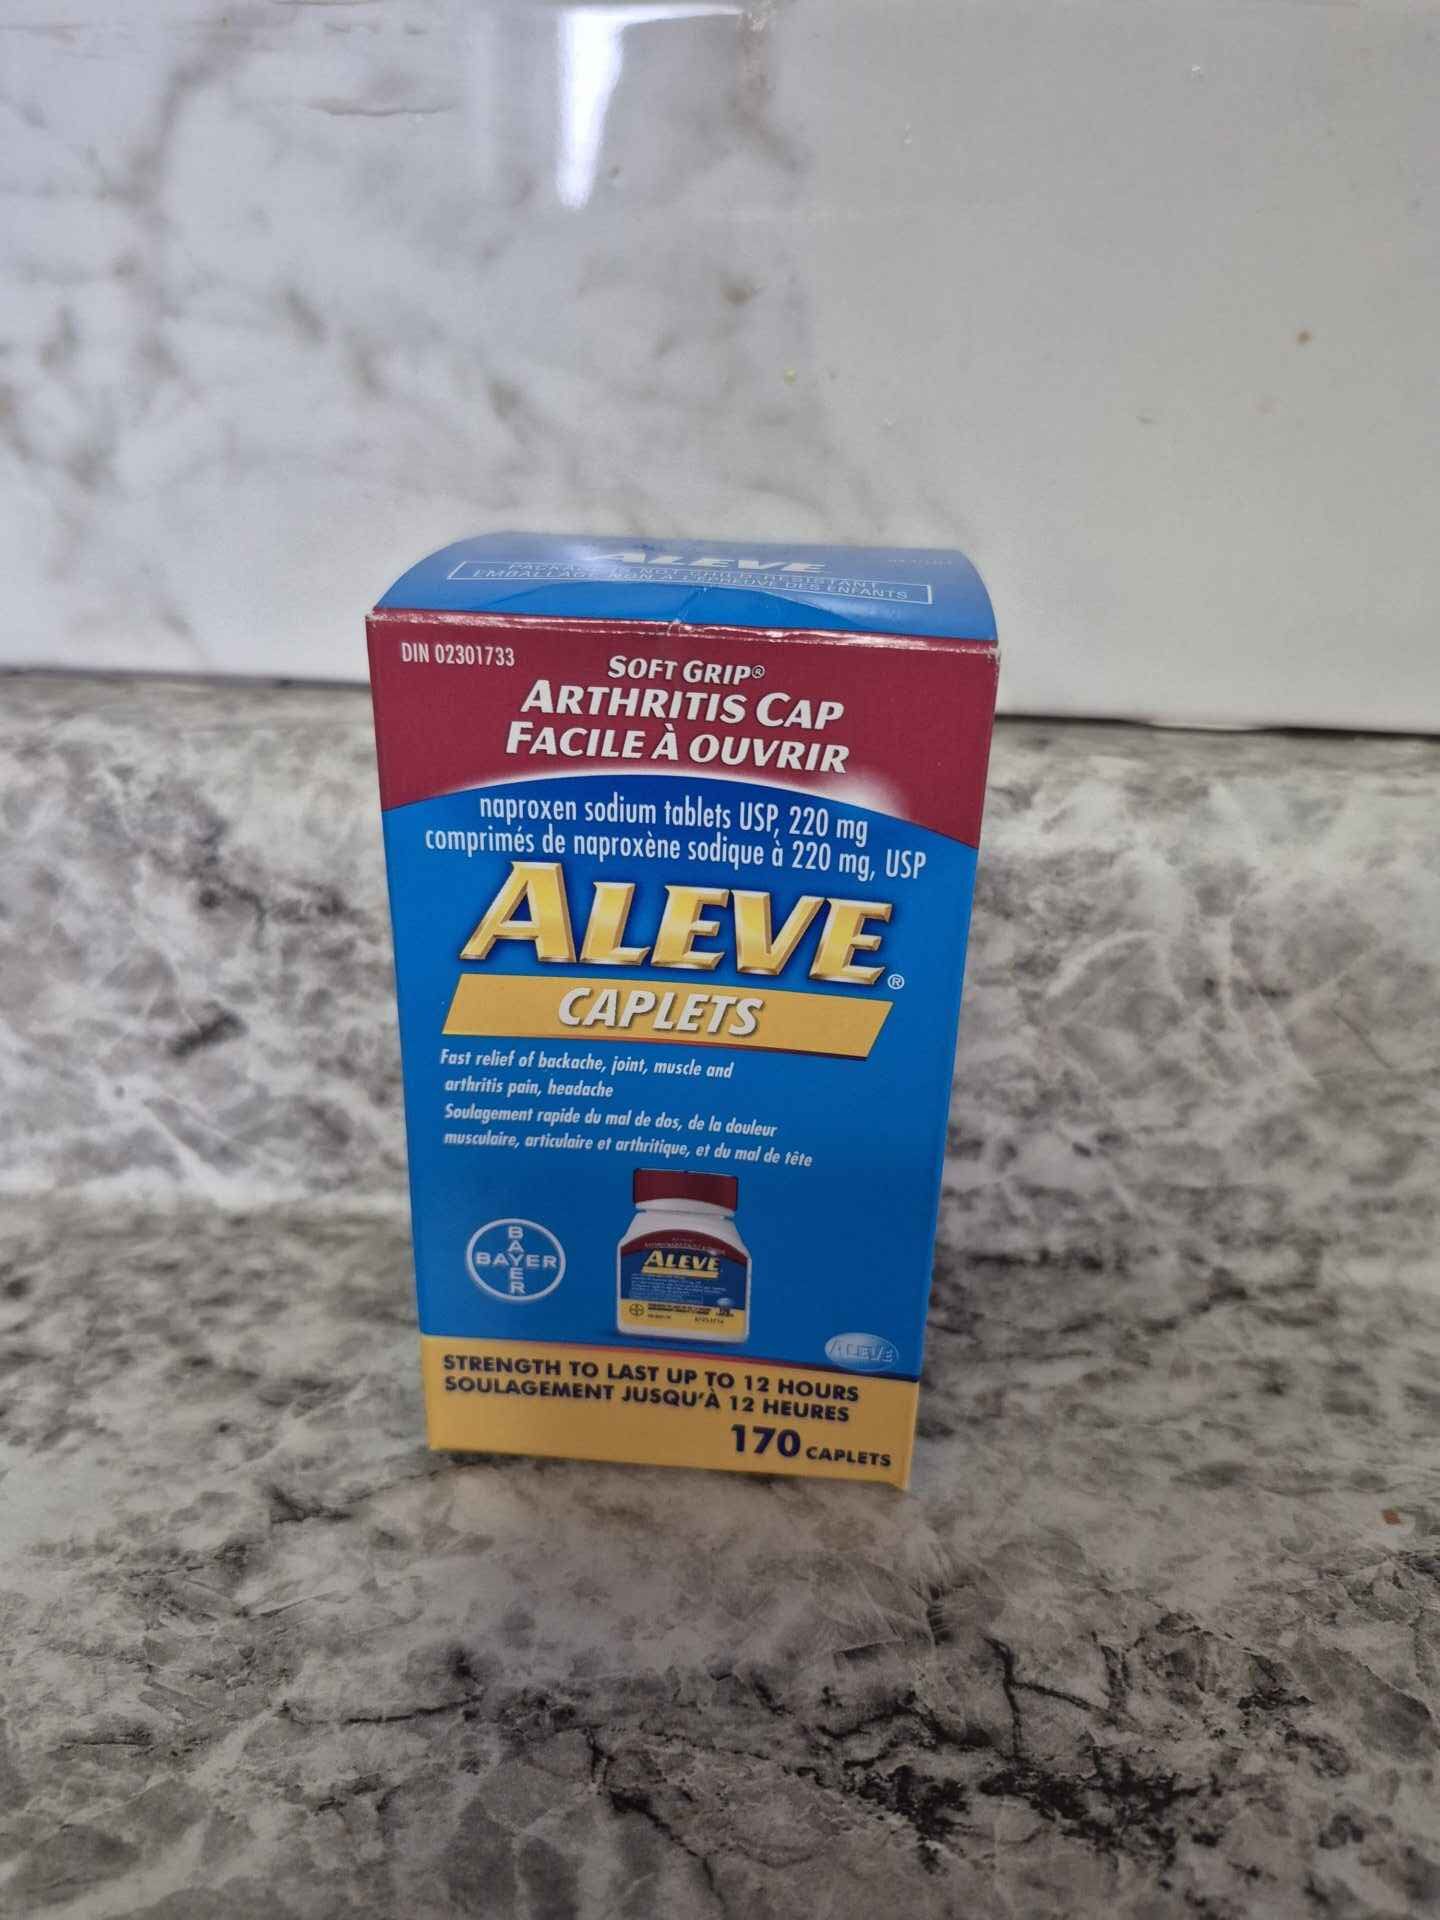 ALEVE
PACKAGE IS NOT CHILD-RESISTANT
EMBALLAGE NON À L'ÉPREUVE DES ENFANTS
DIN 02301733
SOFT GRIP®
ARTHRITIS CAP
FACILE À OUVRIR
naproxen sodium tablets USP, 220 mg
comprimés de naproxène sodique à 220 mg, USP
ALEVE®
CAPLETS
Fast relief of backache, joint, muscle and
arthritis pain, headache
Soulagement rapide du mal de dos, de la douleur
musculaire, articulaire et arthritique, et du mal de tête
BAYER
BAYER
ALEVE
ALEVE
STRENGTH TO LAST UP TO 12 HOURS
SOULAGEMENT JUSQU'À 12 HEURES
170 CAPLETS